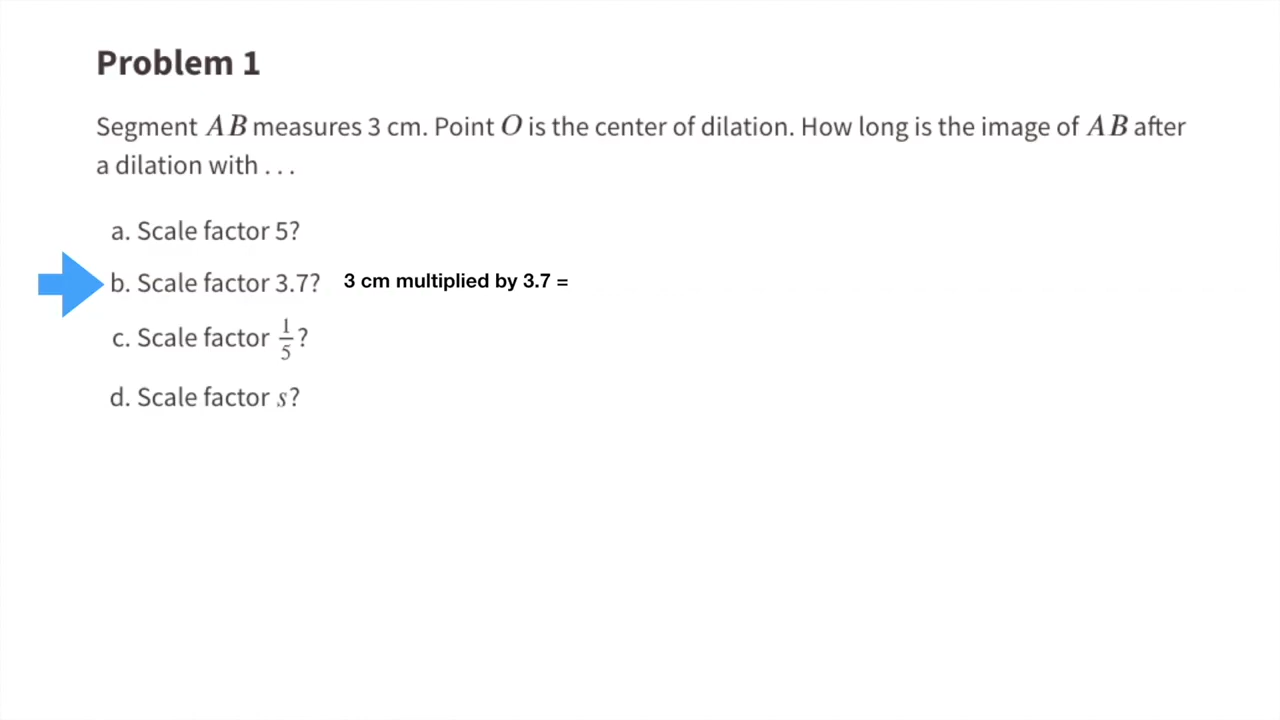 Problem 1
Segment AB measures 3 cm. Point O is the center of dilation. How long is the image of AB after
a dilation with . . .
a. Scale factor 5?
b. Scale factor 3.7? 3 cm multiplied by 3.7 =
c. Scale factor 1/5?
d. Scale factor s?